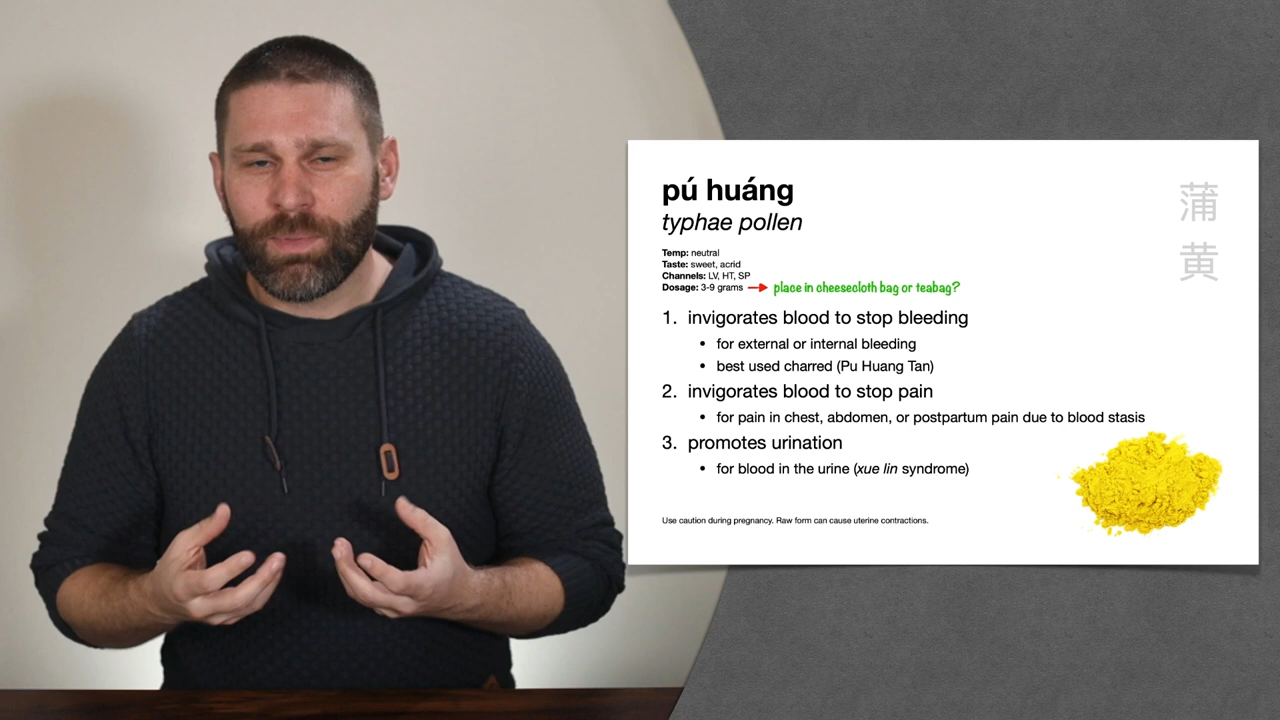 pú huáng
typhae pollen
蒲
黄
Temp: neutral
Taste: sweet, acrid
Channels: LV, HT, SP
Dosage: 3-9 grams → place in cheesecloth bag or teabag?
1. invigorates blood to stop bleeding
• for external or internal bleeding
• best used charred (Pu Huang Tan)
2. invigorates blood to stop pain
• for pain in chest, abdomen, or postpartum pain due to blood stasis
3. promotes urination
• for blood in the urine (xue lin syndrome)
Use caution during pregnancy. Raw form can cause uterine contractions.